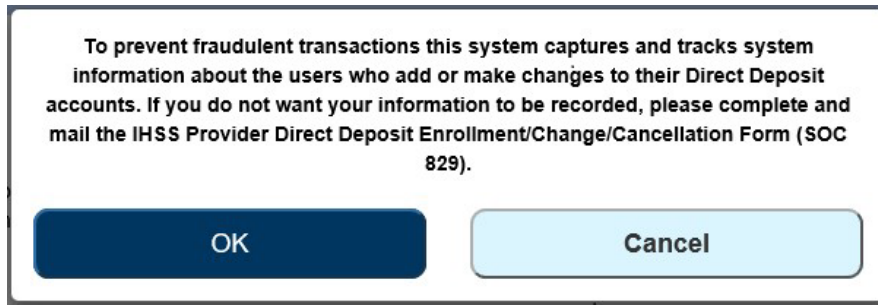 To prevent fraudulent transactions this system captures and tracks system
information about the users who add or make changes to their Direct Deposit
accounts. If you do not want your information to be recorded, please complete and
mail the IHSS Provider Direct Deposit Enrollment/Change/Cancellation Form (SOC
829).
OK
Cancel